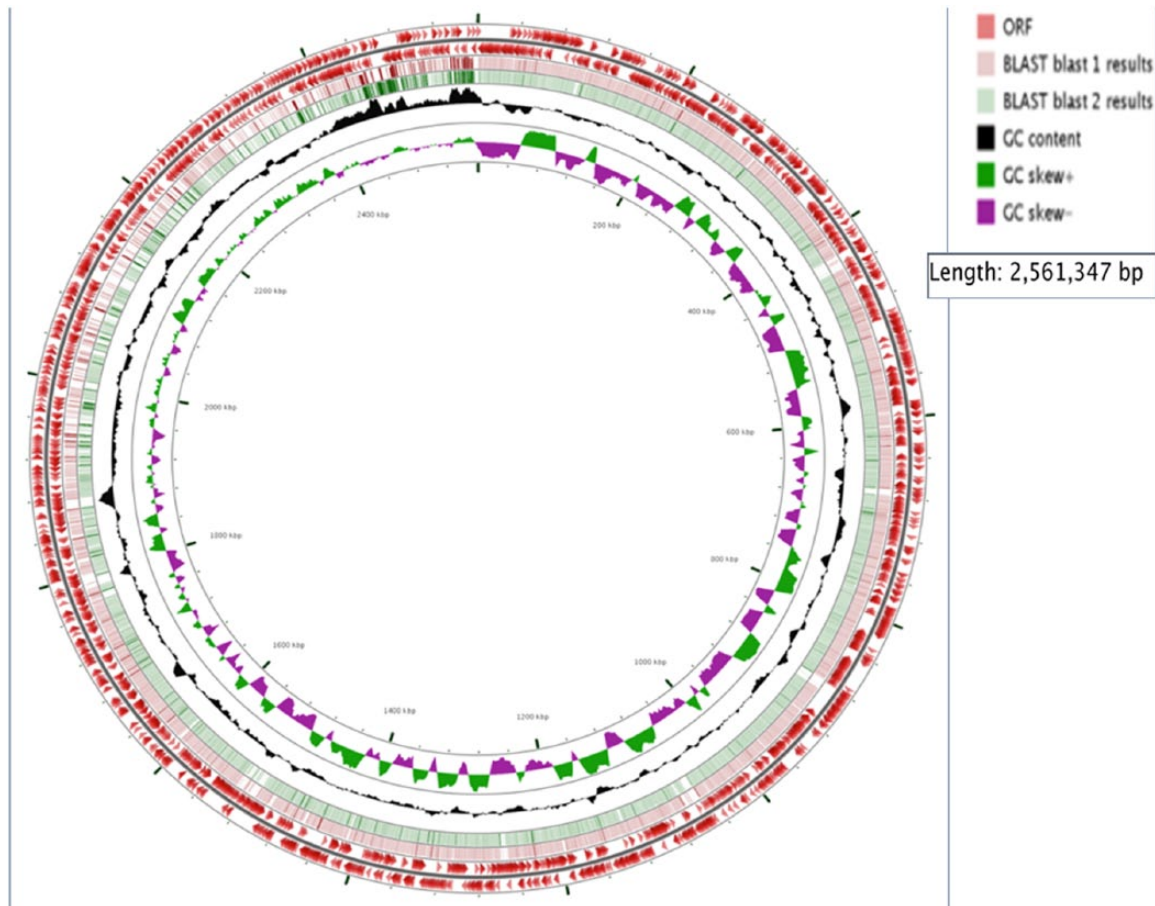 ORF
BLAST blast 1 results
BLAST blast 2 results
GC content
GC skew+
GC skew-
Length: 2,561,347 bp
2400 kbp
200 kbp
2200 kbp
400 kbp
2000 kbp
600 kbp
1800 kbp
800 kbp
1600 kbp
1000 kbp
1400 kbp
1200 kbp